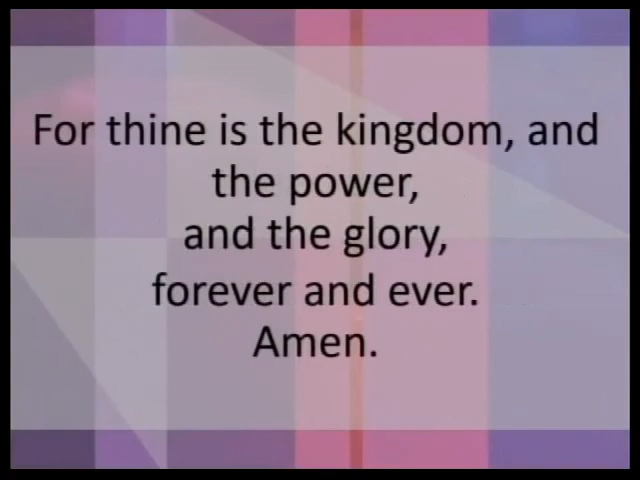 For thine is the kingdom, and
the power,
and the glory,
forever and ever.
Amen.